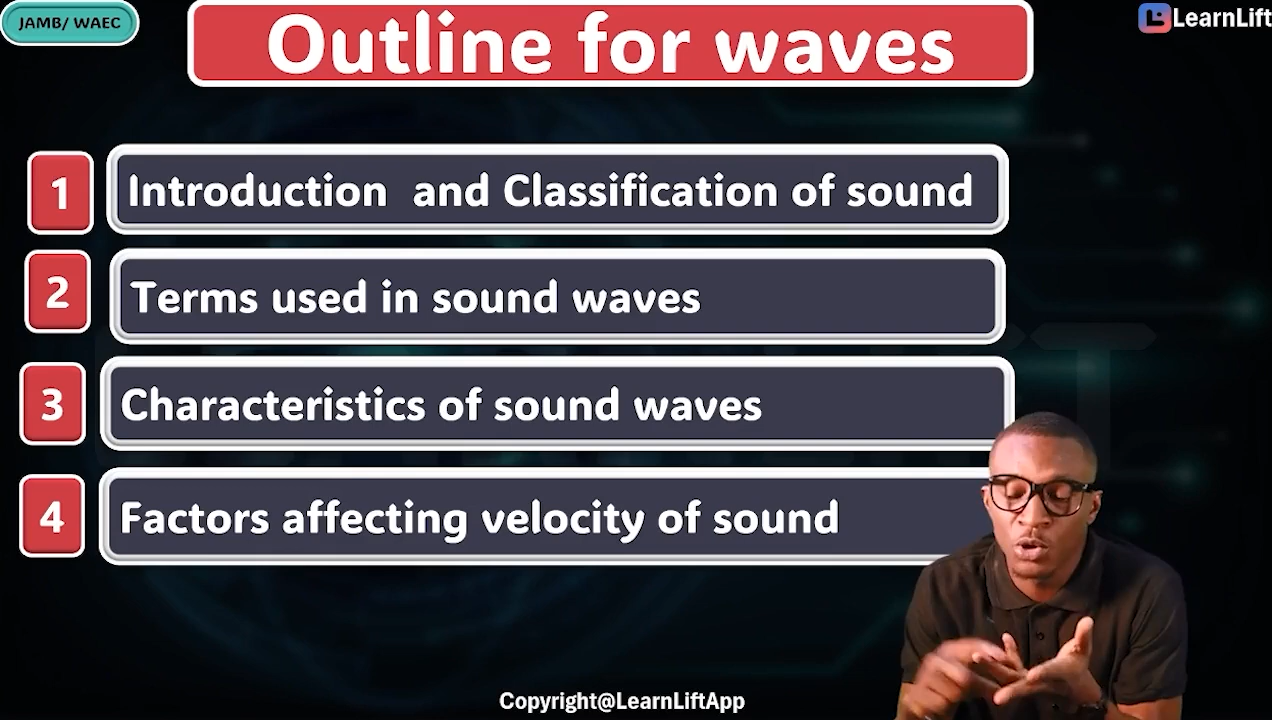 JAMB/ WAEC
Outline for waves
LearnLift
1
Introduction and Classification of sound
2
Terms used in sound waves
3
Characteristics of sound waves
4
Factors affecting velocity of sound
Copyright@LearnLiftApp